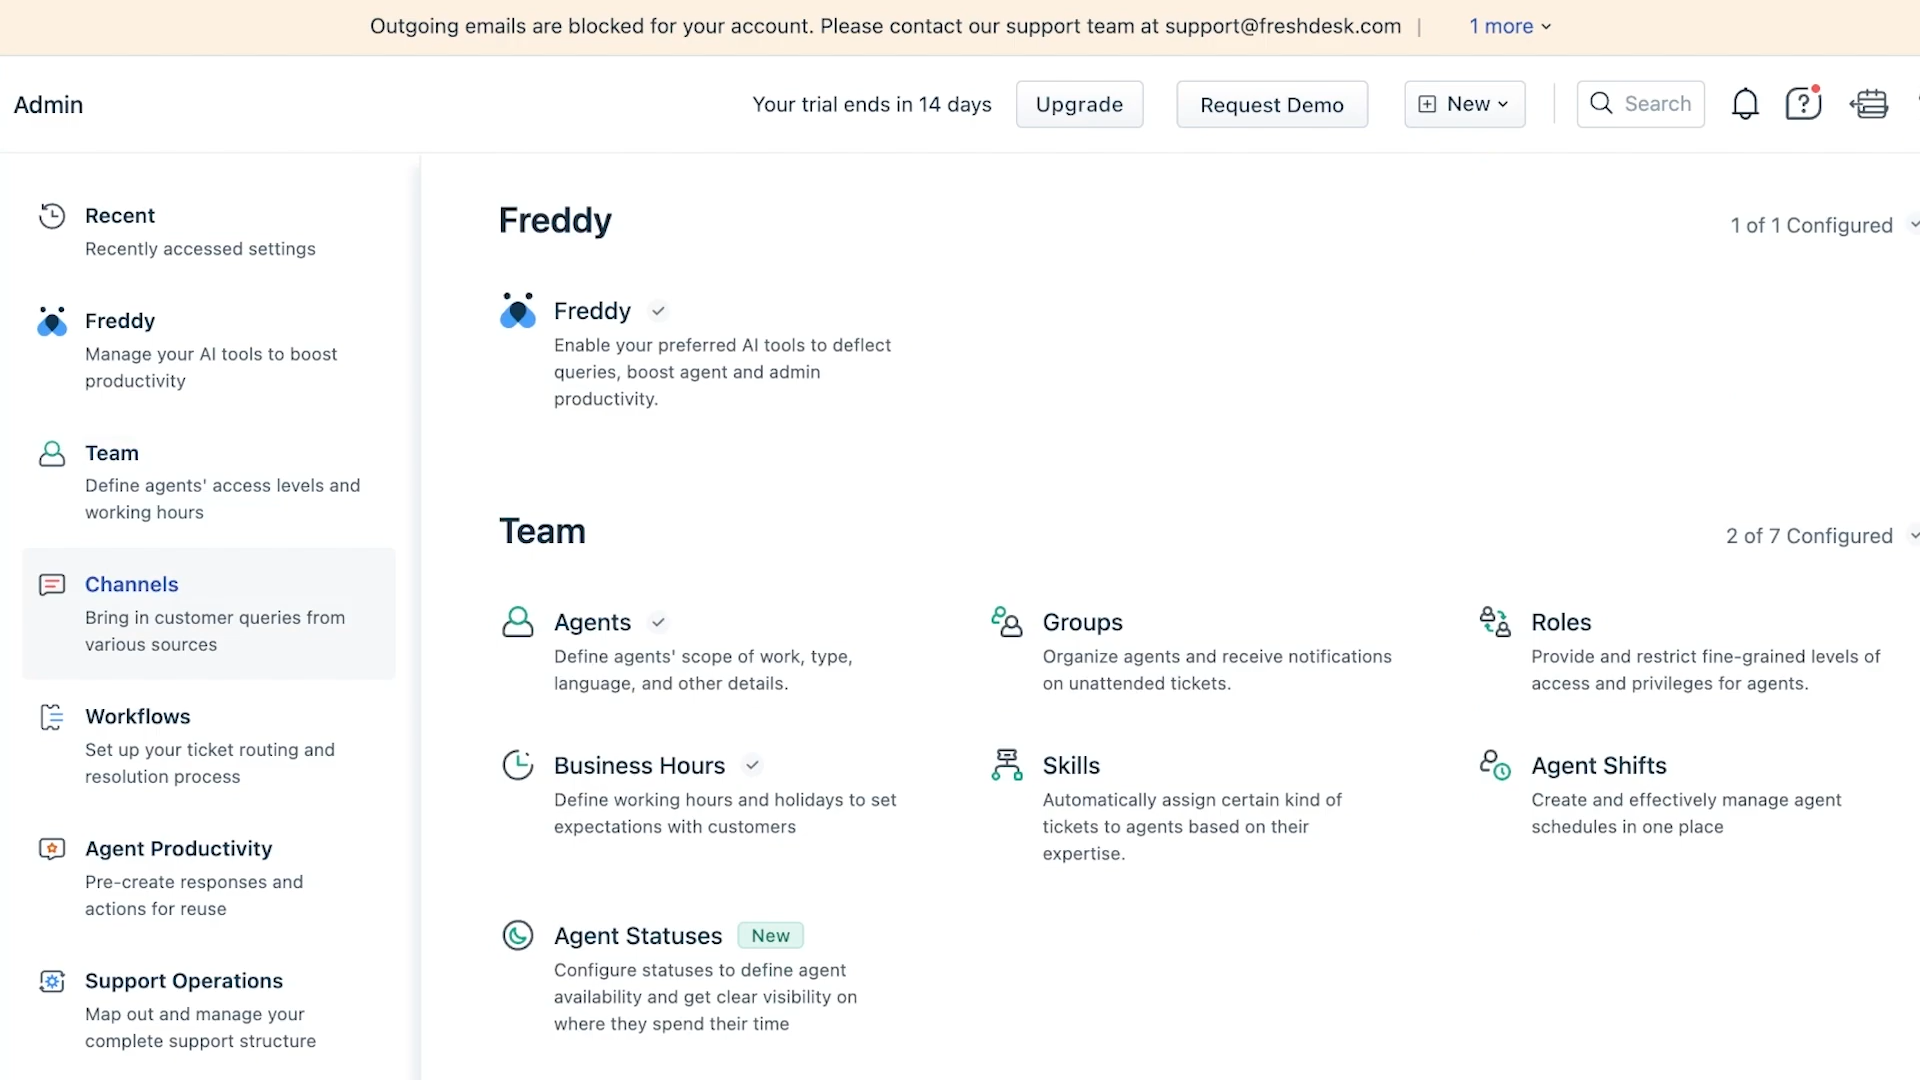 Outgoing emails are blocked for your account. Please contact our support team at support@freshdesk.com | 1 more
Admin
Your trial ends in 14 days
Upgrade
Request Demo
New
Search
Recent
Recently accessed settings
Freddy
Manage your AI tools to boost
productivity
Team
Define agents' access levels and
working hours
Channels
Bring in customer queries from
various sources
Workflows
Set up your ticket routing and
resolution process
Agent Productivity
Pre-create responses and
actions for reuse
Support Operations
Map out and manage your
complete support structure
Freddy
1 of 1 Configured
Freddy
Enable your preferred AI tools to deflect
queries, boost agent and admin
productivity.
Team
2 of 7 Configured
Agents
Define agents' scope of work, type,
language, and other details.
Groups
Organize agents and receive notifications
on unattended tickets.
Roles
Provide and restrict fine-grained levels of
access and privileges for agents.
Business Hours
Define working hours and holidays to set
expectations with customers
Skills
Automatically assign certain kind of
tickets to agents based on their
expertise.
Agent Shifts
Create and effectively manage agent
schedules in one place
Agent Statuses New
Configure statuses to define agent
availability and get clear visibility on
where they spend their time